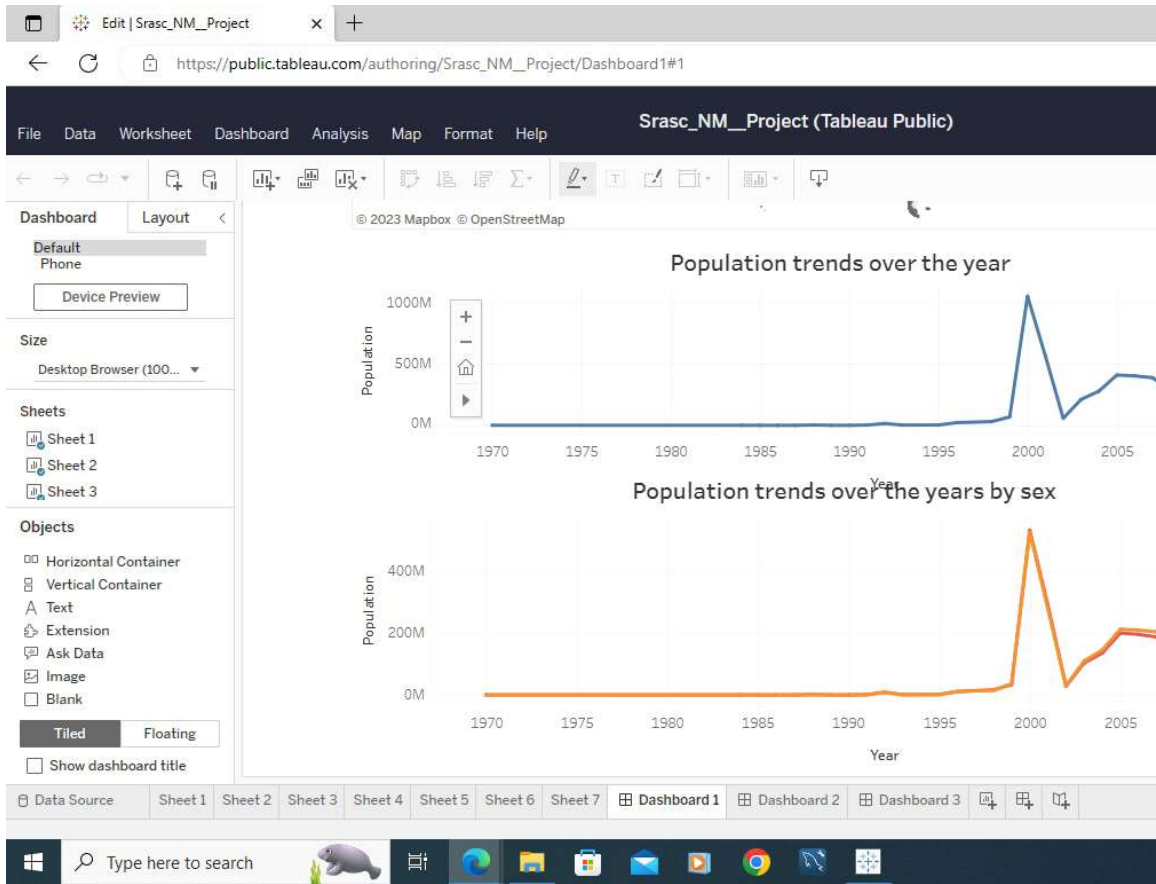 Edit | Srasc_NM__Project
https://public.tableau.com/authoring/Srasc_NM__Project/Dashboard1#1
Srasc_NM__Project (Tableau Public)
File Data Worksheet Dashboard Analysis Map Format Help
Dashboard Layout
Default
Phone
Device Preview
Size
Desktop Browser (100...
Sheets
Sheet 1
Sheet 2
Sheet 3
Objects
Horizontal Container
Vertical Container
Text
Extension
Ask Data
Image
Blank
Tiled Floating
Show dashboard title
© 2023 Mapbox © OpenStreetMap
Population trends over the year
1000M
500M
0M
Population
1970 1975 1980 1985 1990 1995 2000 2005
Year
Population trends over the years by sex
400M
200M
0M
Population
1970 1975 1980 1985 1990 1995 2000 2005
Year
Data Source Sheet 1 Sheet 2 Sheet 3 Sheet 4 Sheet 5 Sheet 6 Sheet 7 Dashboard 1 Dashboard 2 Dashboard 3
Type here to search